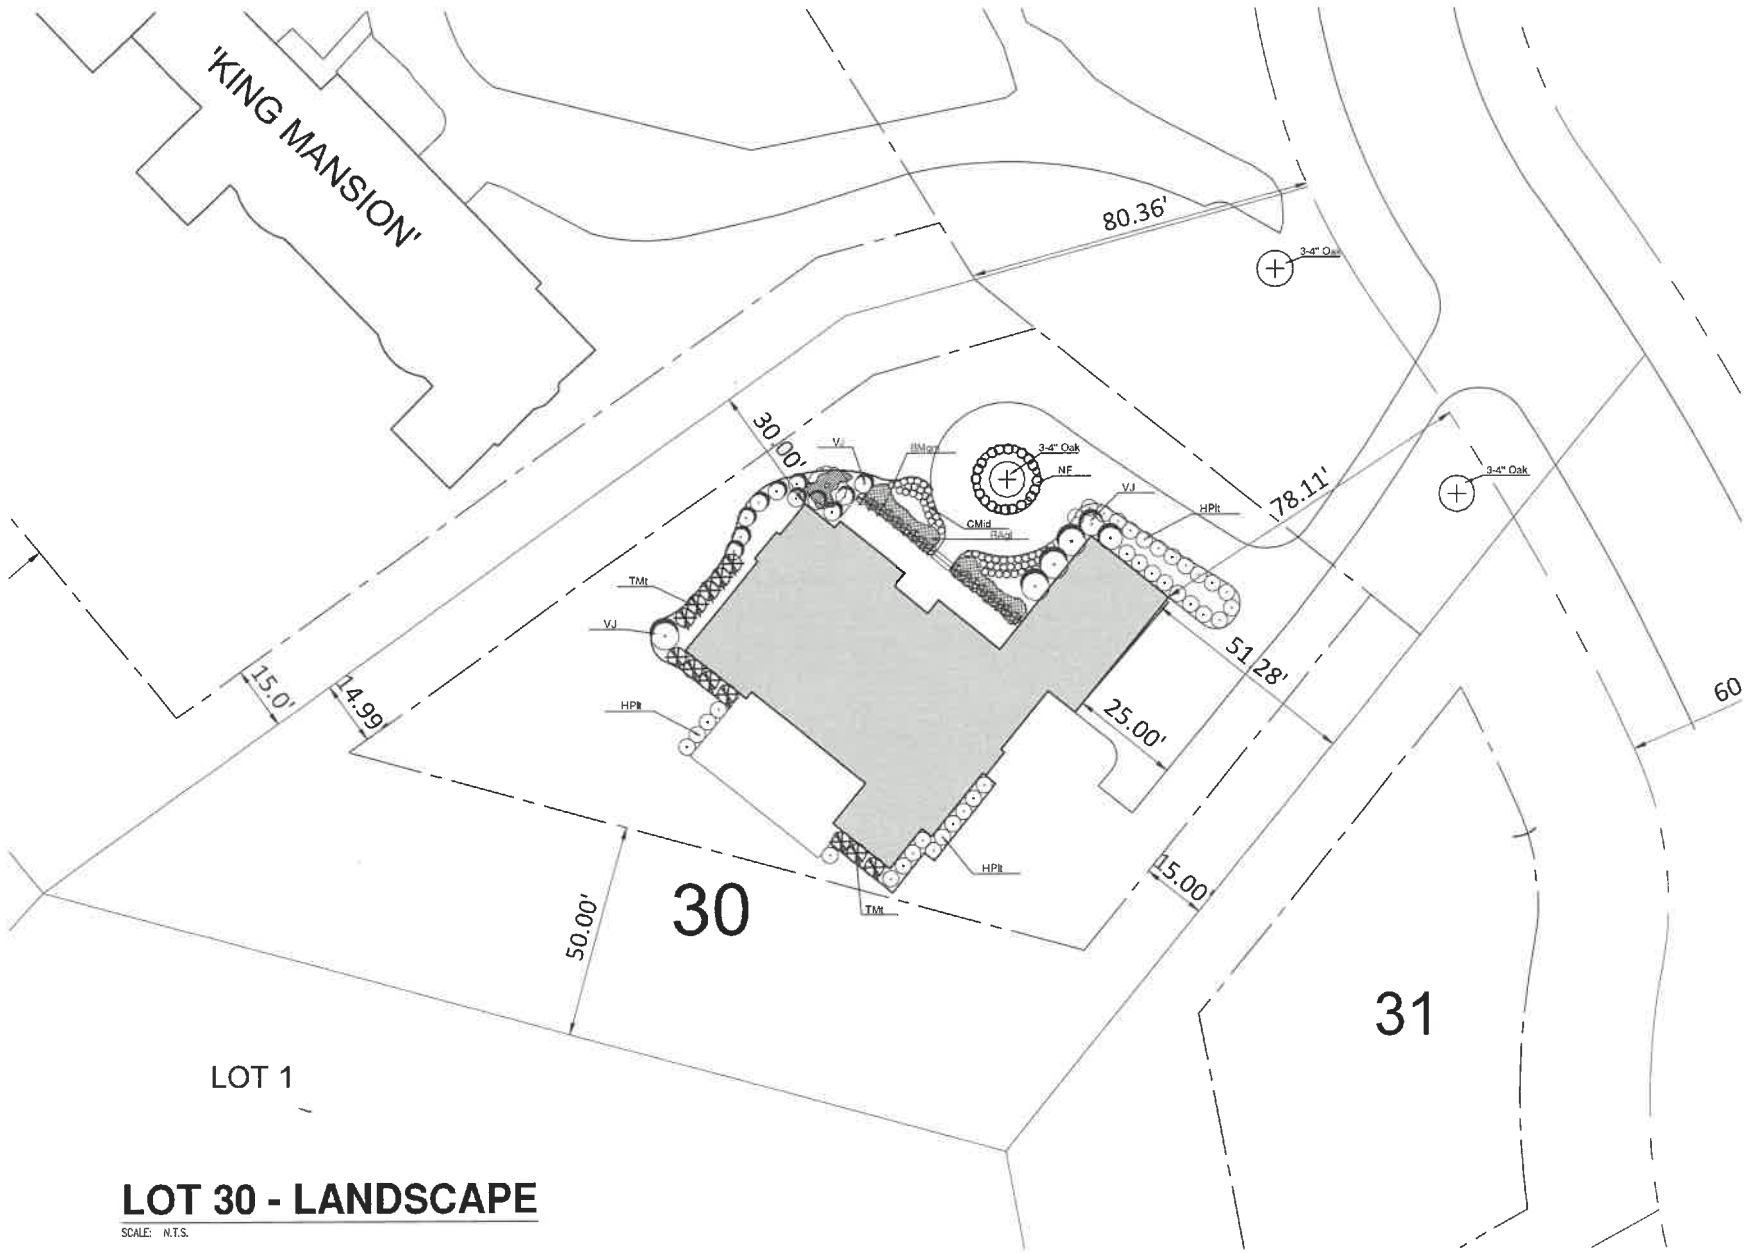 'KING MANSION'
80.36'
3-4" Oak
30.00'
VJ
3-4" Oak
NF
VJ
HPlt
78.11'
3-4" Oak
CMid
TMt
VJ
51.28'
15.0'
14.99
HPlt
25.00'
60
HPlt
15.00'
TMt
30
50.00'
31
LOT 1
LOT 30 - LANDSCAPE
SCALE: N.T.S.